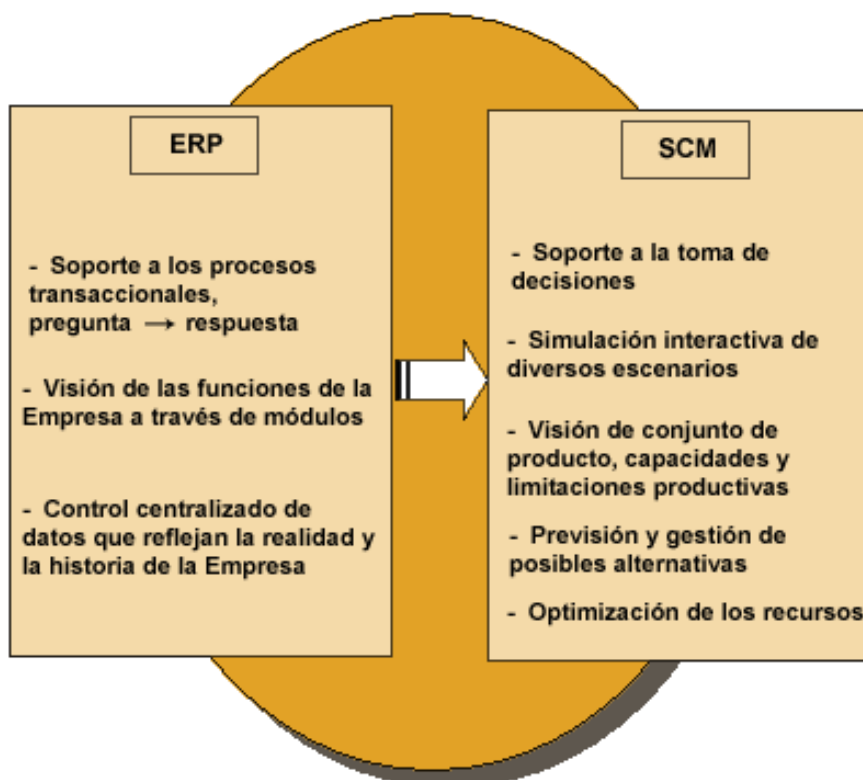 ERP
- Soporte a los procesos
transaccionales,
pregunta → respuesta
- Visión de las funciones de la
Empresa a través de módulos
- Control centralizado de
datos que reflejan la realidad y
la historia de la Empresa
SCM
- Soporte a la toma de
decisiones
- Simulación interactiva de
diversos escenarios
- Visión de conjunto de
producto, capacidades y
limitaciones productivas
- Previsión y gestión de
posibles alternativas
- Optimización de los recursos